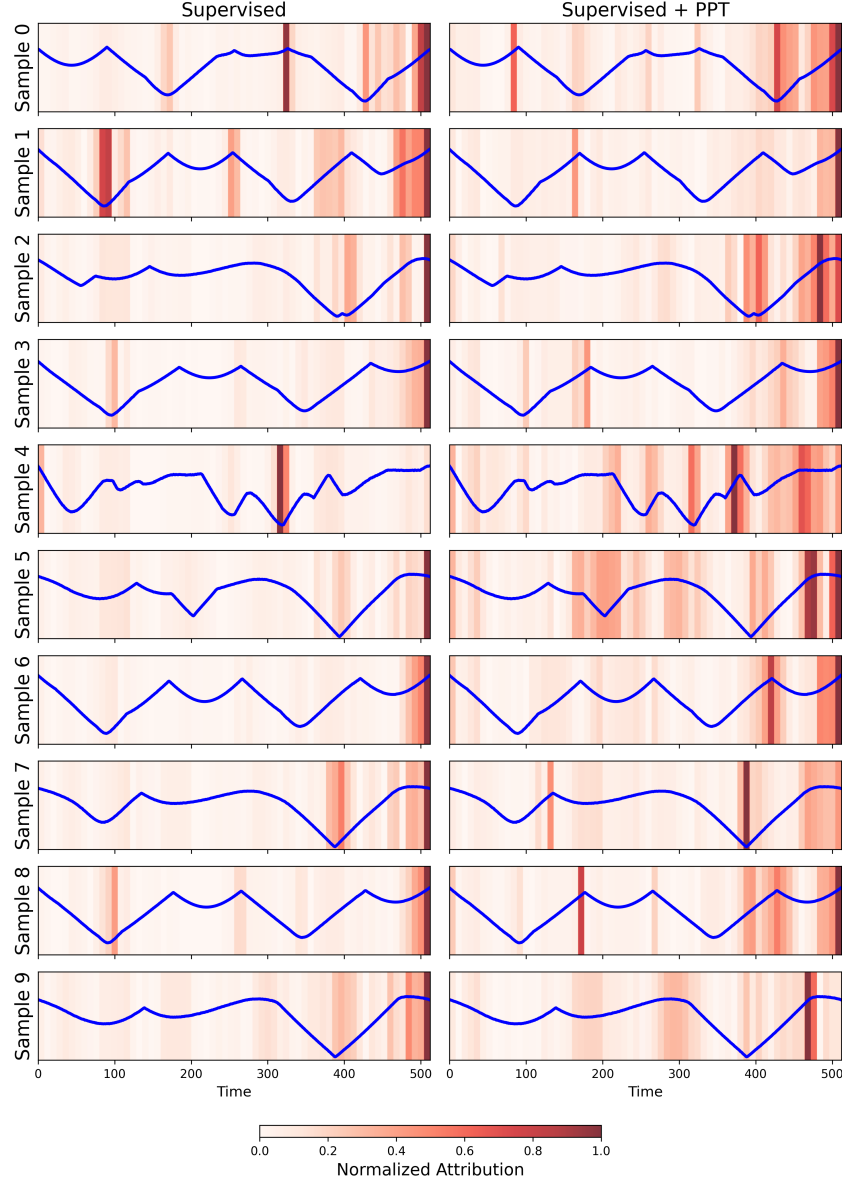 Supervised
Supervised + PPT
Sample 0
Sample 1
Sample 2
Sample 3
Sample 4
Sample 5
Sample 6
Sample 7
Sample 8
Sample 9
0 100 200 300 400 500
0 100 200 300 400 500
Time
Time
0.0 0.2 0.4 0.6 0.8 1.0
Normalized Attribution